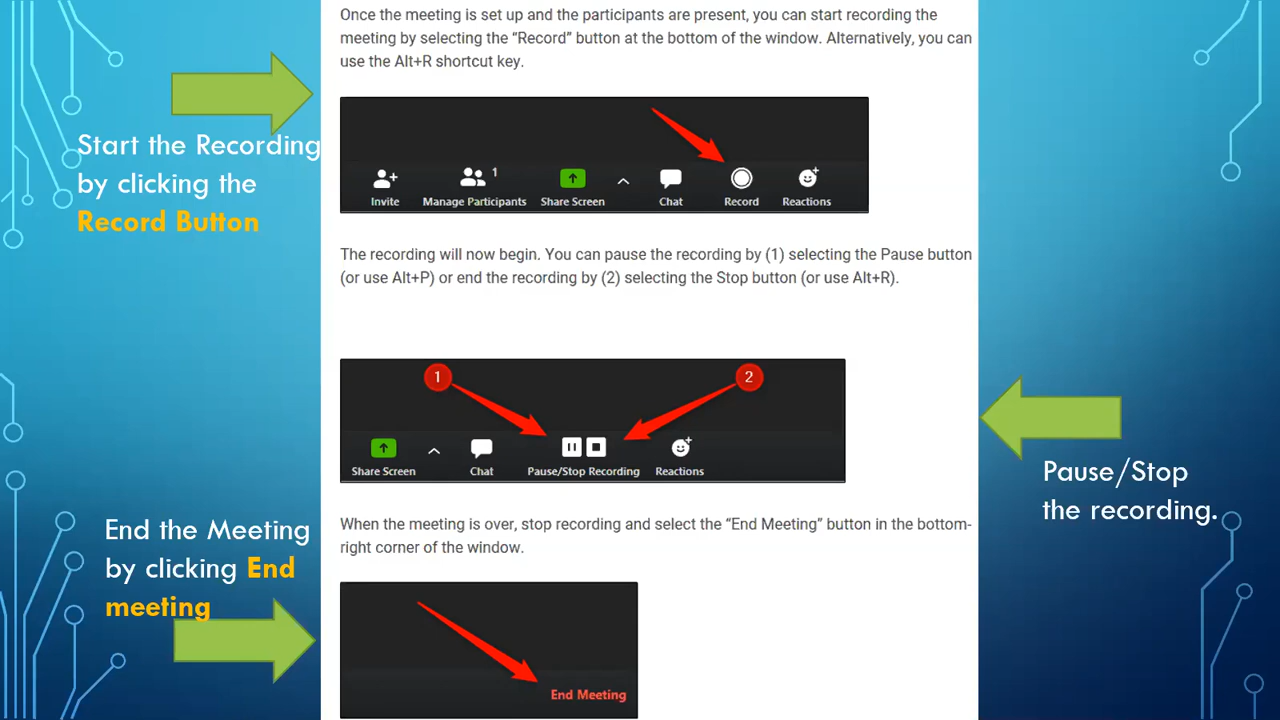 Once the meeting is set up and the participants are present, you can start recording the
meeting by selecting the “Record” button at the bottom of the window. Alternatively, you can
use the Alt+R shortcut key.
Start the Recording
by clicking the
Record Button
1
Invite
Manage Participants
Share Screen
Chat
Record
Reactions
The recording will now begin. You can pause the recording by (1) selecting the Pause button
(or use Alt+P) or end the recording by (2) selecting the Stop button (or use Alt+R).
1
2
Share Screen
Chat
Pause/Stop Recording
Reactions
Pause/Stop
the recording.
When the meeting is over, stop recording and select the “End Meeting” button in the bottom-
right corner of the window.
End the Meeting
by clicking End
meeting
End Meeting